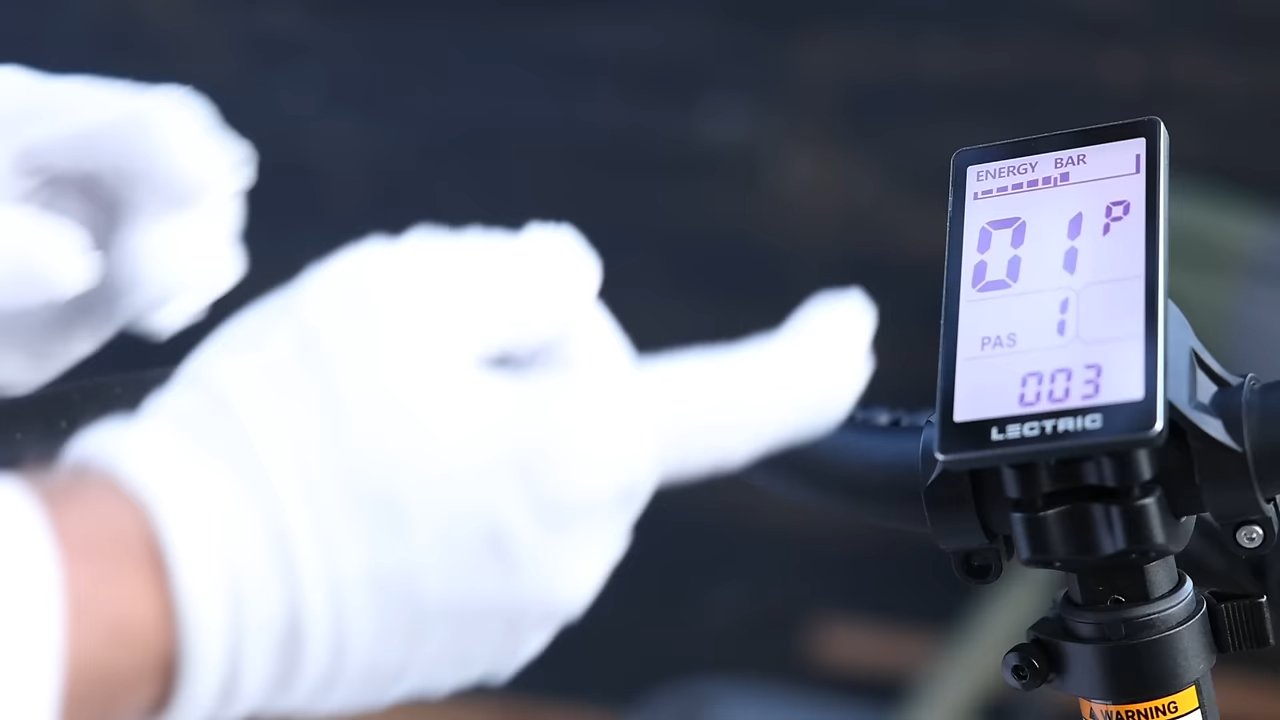 ENERGY BAR
01P
PAS 1
003
LECTRIC
WARNING